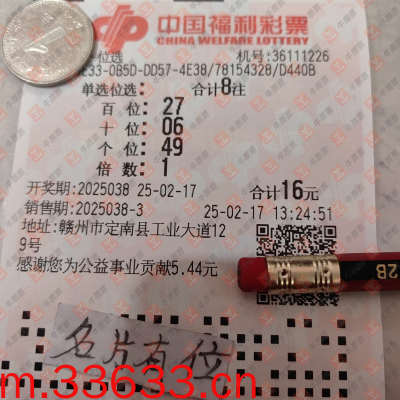 中国福利彩票
CHINA WELFARE LOTTERY
位选 机号:36111226
E33-0B5D-DD57-4E38/78154328/D440B
单选位选: 合计8注
百位: 27
十位: 06
个位: 49
倍数: 1
开奖期:2025038 25-02-17 合计16元
销售期:2025038-3 25-02-17 13:24:51
地址:赣州市定南县工业大道12
9号
感谢您为公益事业贡献5.44元
2B
名片有位
m.33633.cn